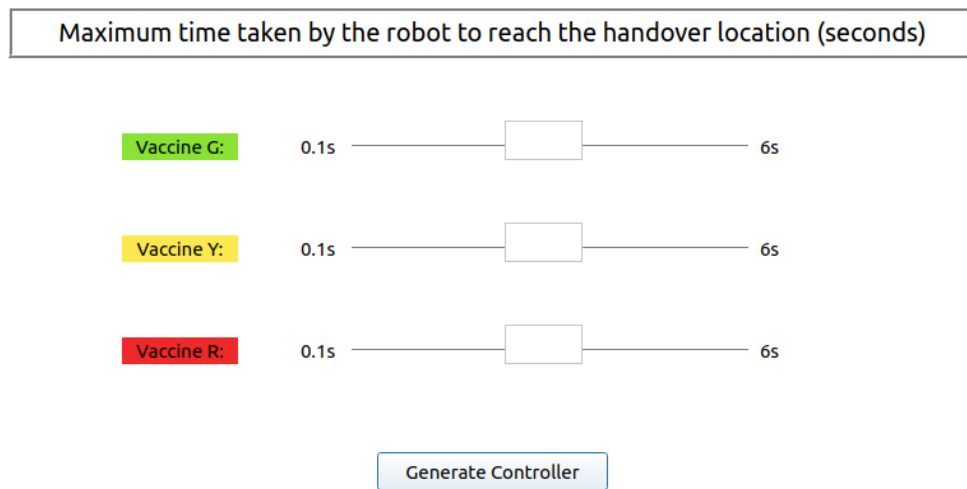 Maximum time taken by the robot to reach the handover location (seconds)
Vaccine G: 0.1s 6s
Vaccine Y: 0.1s 6s
Vaccine R: 0.1s 6s
Generate Controller